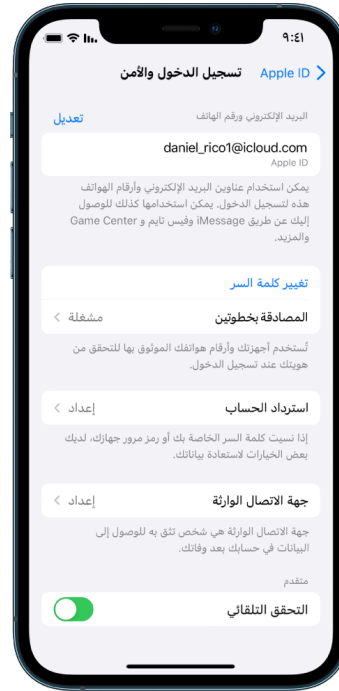 ٩:٤١
Apple ID تسجيل الدخول والأمن
البريد الإلكتروني ورقم الهاتف تعديل
daniel_rico1@icloud.com
Apple ID
يمكن استخدام عناوين البريد الإلكتروني وأرقام الهواتف
هذه لتسجيل الدخول. يمكن استخدامها كذلك للوصول
إليك عن طريق iMessage وفيس تايم و Game Center
والمزيد.
تغيير كلمة السر
المصادقة بخطوتين مشغلة
تُستخدم أجهزتك وأرقام هواتفك الموثوق بها للتحقق من
هويتك عند تسجيل الدخول.
استرداد الحساب إعداد
إذا نسيت كلمة السر الخاصة بك أو رمز مرور جهازك، لديك
بعض الخيارات لاستعادة بياناتك.
جهة الاتصال الوارثة إعداد
جهة الاتصال الوارثة هي شخص تثق به للوصول إلى
البيانات في حسابك بعد وفاتك.
متقدم
التحقق التلقائي